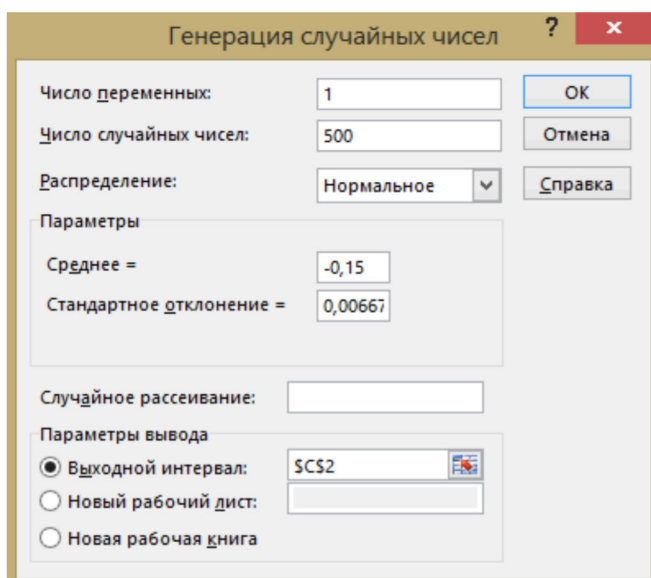 Генерация случайных чисел ? ×
Число переменных: 1 ОК
Число случайных чисел: 500 Отмена
Распределение: Нормальное Справка
Параметры
Среднее = -0,15
Стандартное отклонение = 0,00667
Случайное рассеивание:
Параметры вывода
Выходной интервал: $C$2
Новый рабочий лист:
Новая рабочая книга